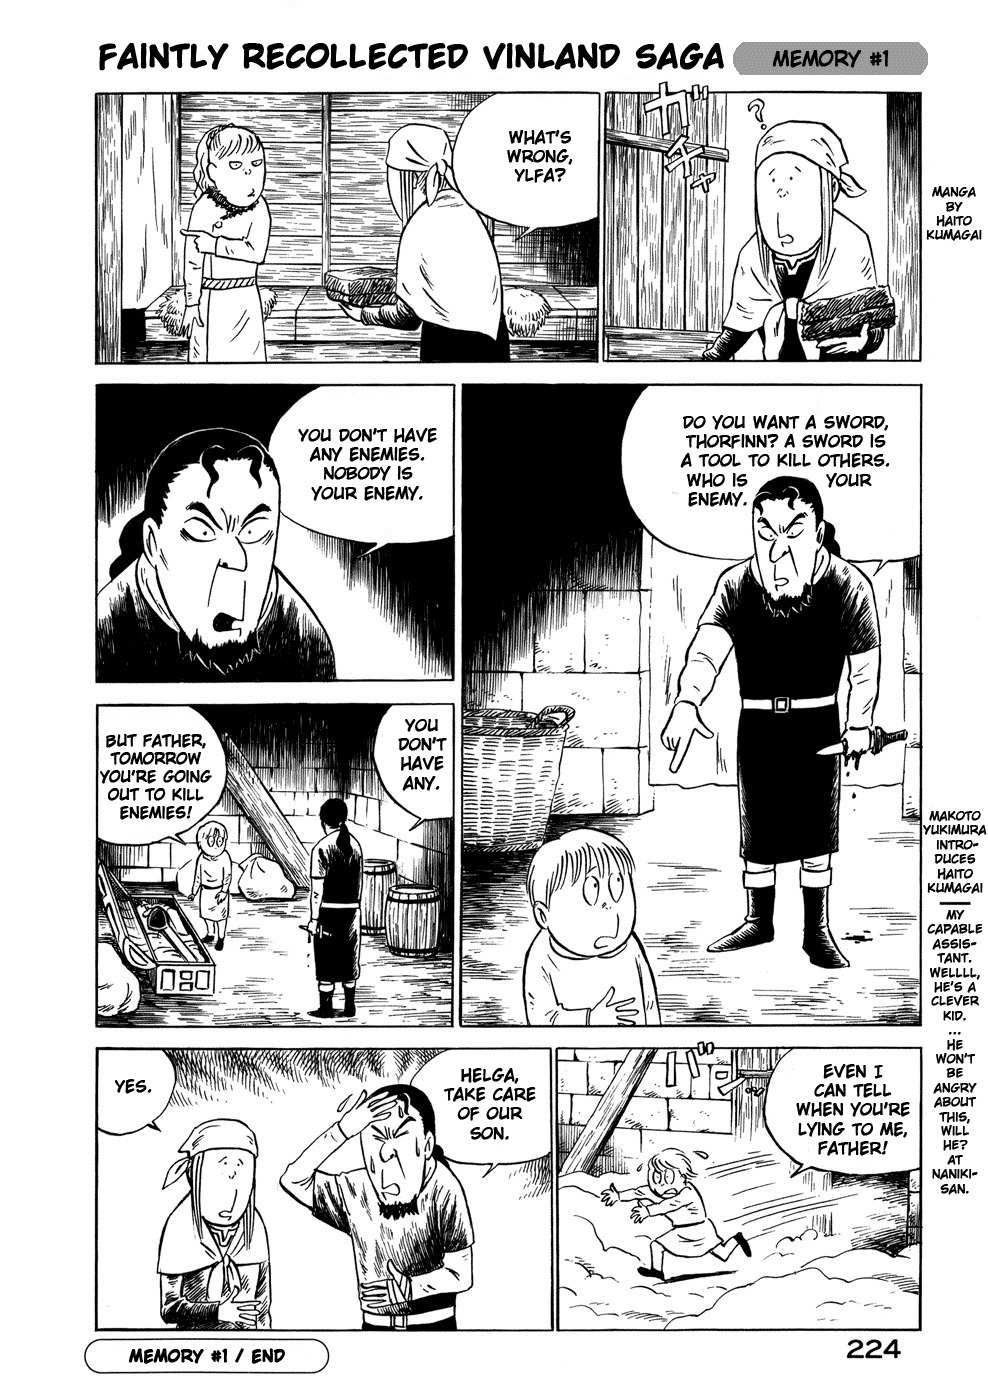 FAINTLY RECOLLECTED VINLAND SAGA
MEMORY #1
?
ガ
チャ
MANGA
BY
HAITO
KUMAGAI
WHAT'S
WRONG,
YLFA?
DO YOU WANT A SWORD,
THORFINN? A SWORD IS
A TOOL TO KILL OTHERS.
WHO IS YOUR
ENEMY.
YOU DON'T HAVE
ANY ENEMIES.
NOBODY IS
YOUR ENEMY.
YOU
DON'T
HAVE
ANY.
BUT FATHER,
TOMORROW
YOU'RE GOING
OUT TO KILL
ENEMIES!
EVEN I
CAN TELL
WHEN YOU'RE
LYING TO ME,
FATHER!
HELGA,
TAKE CARE
OF OUR
SON.
YES.
MAKOTO
YUKIMURA
INTRO-
DUCES
HAITO
KUMAGAI
MY
CAPABLE
ASSIS-
TANT.
WELLLL,
HE'S A
CLEVER
KID.
...
HE
WON'T
BE
ANGRY
ABOUT
THIS,
WILL
HE?
AT
NANIKI-
SAN.
MEMORY #1 / END
224